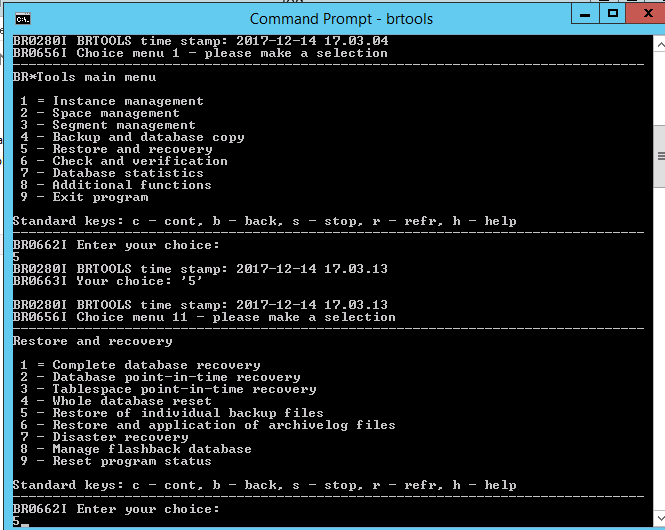 Command Prompt - brtools
BR0280I BRTOOLS time stamp: 2017-12-14 17.03.04
BR0656I Choice menu 1 - please make a selection
BR*Tools main menu
1 = Instance management
2 - Space management
3 - Segment management
4 - Backup and database copy
5 - Restore and recovery
6 - Check and verification
7 - Database statistics
8 - Additional functions
9 - Exit program
Standard keys: c - cont, b - back, s - stop, r - refr, h - help
BR0662I Enter your choice:
5
BR0280I BRTOOLS time stamp: 2017-12-14 17.03.13
BR0663I Your choice: '5'
BR0280I BRTOOLS time stamp: 2017-12-14 17.03.13
BR0656I Choice menu 11 - please make a selection
Restore and recovery
1 = Complete database recovery
2 - Database point-in-time recovery
3 - Tablespace point-in-time recovery
4 - Whole database reset
5 - Restore of individual backup files
6 - Restore and application of archivelog files
7 - Disaster recovery
8 - Manage flashback database
9 - Reset program status
Standard keys: c - cont, b - back, s - stop, r - refr, h - help
BR0662I Enter your choice:
5_